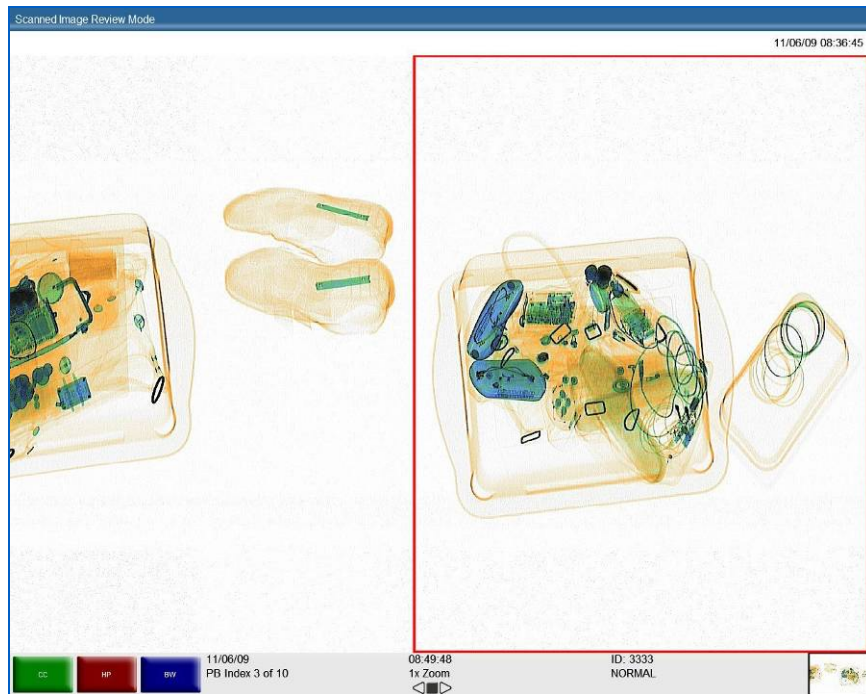 Scanned Image Review Mode
11/06/09 08:36:45
CC
HP
BW
11/06/09
PB Index 3 of 10
08:49:48
1x Zoom
ID: 3333
NORMAL